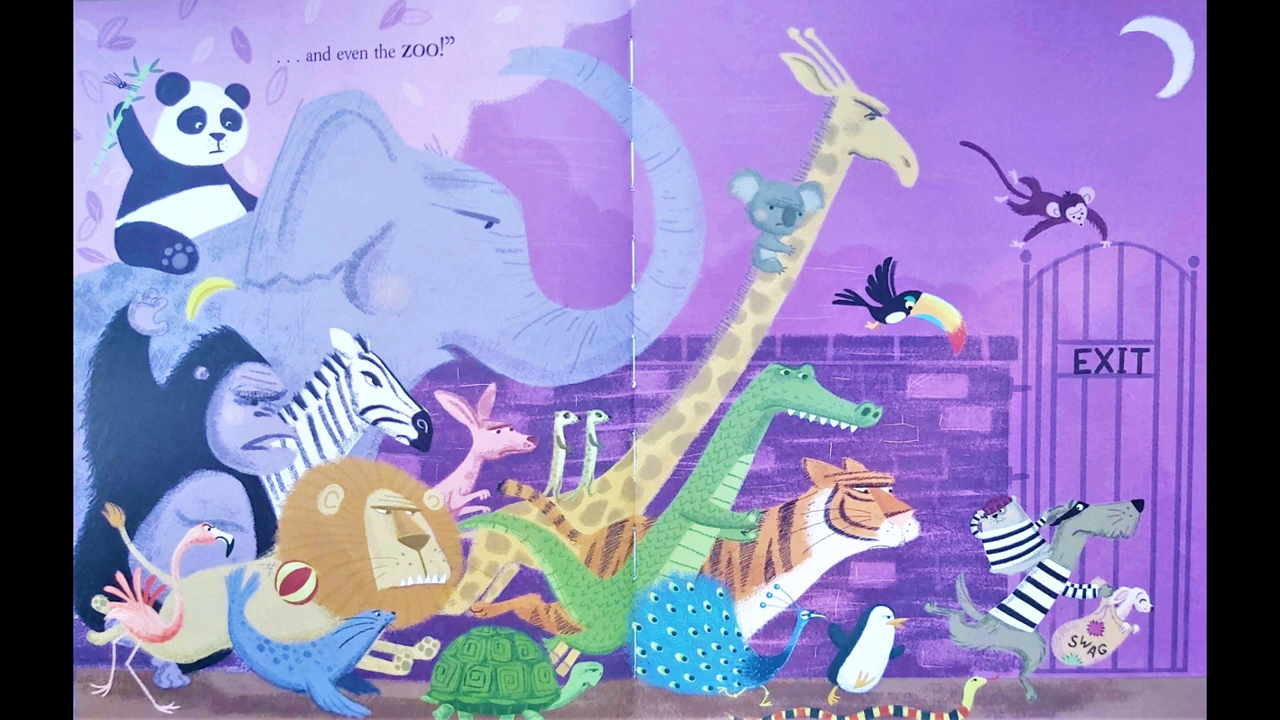 . . . and even the ZOO!”
EXIT
SWAG